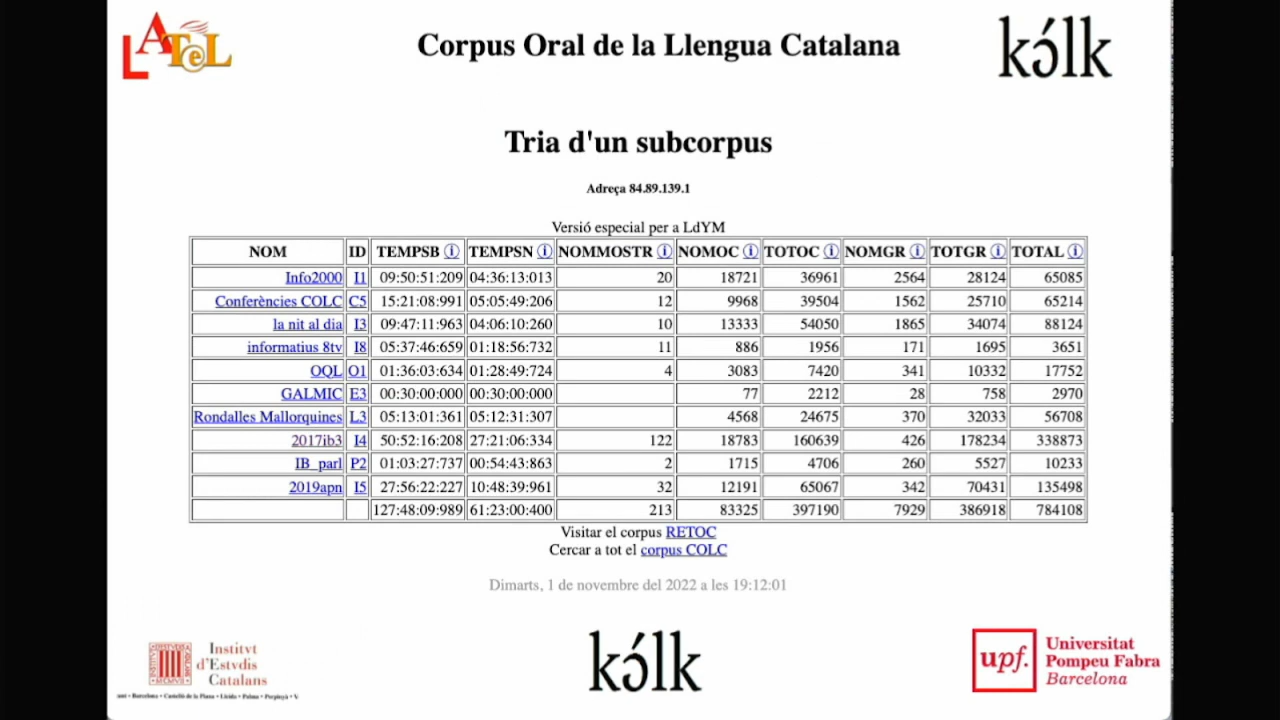 LATEL
Corpus Oral de la Llengua Catalana
kɔ́lk
Tria d'un subcorpus
Adreça 84.89.139.1
Versió especial per a LdYM
NOM ID TEMPSB ⓘ TEMPSN ⓘ NOMMOSTR ⓘ NOMOC ⓘ TOTOC ⓘ NOMGR ⓘ TOTGR ⓘ TOTAL ⓘ
Info2000 I1 09:50:51:209 04:36:13:013 20 18721 36961 2564 28124 65085
Conferències COLC C5 15:21:08:991 05:05:49:206 12 9968 39504 1562 25710 65214
la nit al dia I3 09:47:11:963 04:06:10:260 10 13333 54050 1865 34074 88124
informatius 8tv I8 05:37:46:659 01:18:56:732 11 886 1956 171 1695 3651
OQL O1 01:36:03:634 01:28:49:724 4 3083 7420 341 10332 17752
GALMIC E3 00:30:00:000 00:30:00:000 77 2212 28 758 2970
Rondalles Mallorquines L3 05:13:01:361 05:12:31:307 4568 24675 370 32033 56708
2017ib3 I4 50:52:16:208 27:21:06:334 122 18783 160639 426 178234 338873
IB_parl P2 01:03:27:737 00:54:43:863 2 1715 4706 260 5527 10233
2019apn I5 27:56:22:227 10:48:39:961 32 12191 65067 342 70431 135498
127:48:09:989 61:23:00:400 213 83325 397190 7929 386918 784108
Visitar el corpus RETOC
Cercar a tot el corpus COLC
Dimarts, 1 de novembre del 2022 a les 19:12:01
Institvt
d'Estvdis
Catalans
Barcelona • Castelló de la Plana • Lleida • Palma • Perpinyà • V
kɔ́lk
upf.
Universitat
Pompeu Fabra
Barcelona